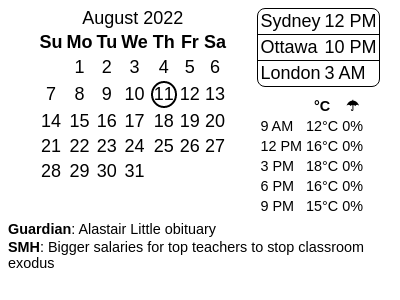 August 2022
Su Mo Tu We Th Fr Sa
1 2 3 4 5 6
7 8 9 10 11 12 13
14 15 16 17 18 19 20
21 22 23 24 25 26 27
28 29 30 31
Sydney 12 PM
Ottawa 10 PM
London 3 AM
°C ☂
9 AM 12°C 0%
12 PM 16°C 0%
3 PM 18°C 0%
6 PM 16°C 0%
9 PM 15°C 0%
Guardian: Alastair Little obituary
SMH: Bigger salaries for top teachers to stop classroom
exodus